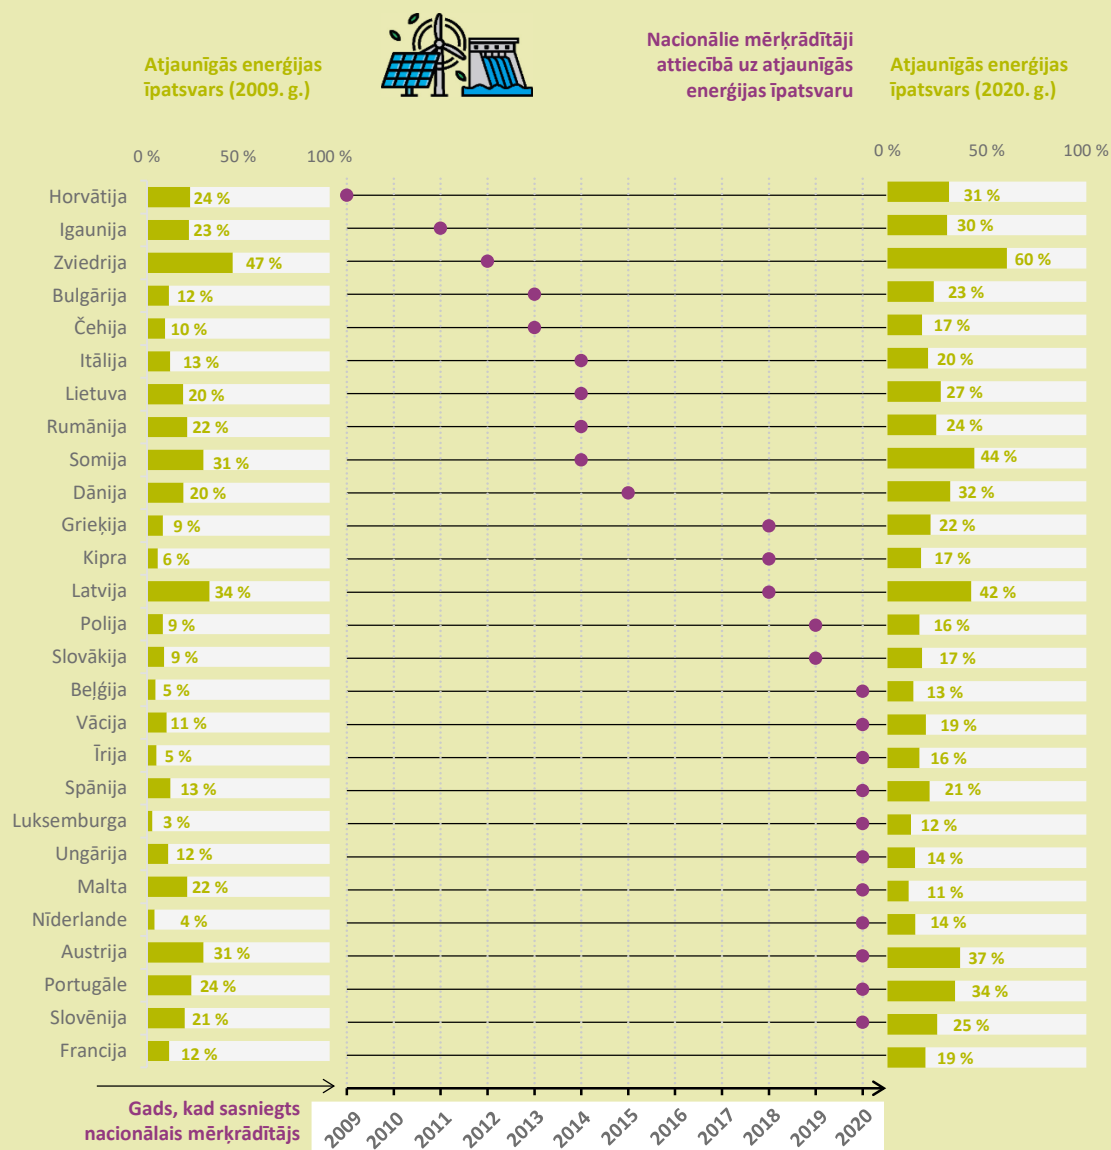 Atjaunīgās enerģijas
īpatsvars (2009. g.)
Nacionālie mērķrādītāji
attiecībā uz atjaunīgās
enerģijas īpatsvaru
Atjaunīgās enerģijas
īpatsvars (2020. g.)
0 % 50 % 100 % 0 % 50 % 100 %
Horvātija 24 % 31 %
Igaunija 23 % 30 %
Zviedrija 47 % 60 %
Bulgārija 12 % 23 %
Čehija 10 % 17 %
Itālija 13 % 20 %
Lietuva 20 % 27 %
Rumānija 22 % 24 %
Somija 31 % 44 %
Dānija 20 % 32 %
Grieķija 9 % 22 %
Kipra 6 % 17 %
Latvija 34 % 42 %
Polija 9 % 16 %
Slovākija 9 % 17 %
Beļģija 5 % 13 %
Vācija 11 % 19 %
Īrija 5 % 16 %
Spānija 13 % 21 %
Luksemburga 3 % 12 %
Ungārija 12 % 14 %
Malta 22 % 11 %
Nīderlande 4 % 14 %
Austrija 31 % 37 %
Portugāle 24 % 34 %
Slovēnija 21 % 25 %
Francija 12 % 19 %
Gads, kad sasniegts
nacionālais mērķrādītājs
2009 2010 2011 2012 2013 2014 2015 2016 2017 2018 2019 2020